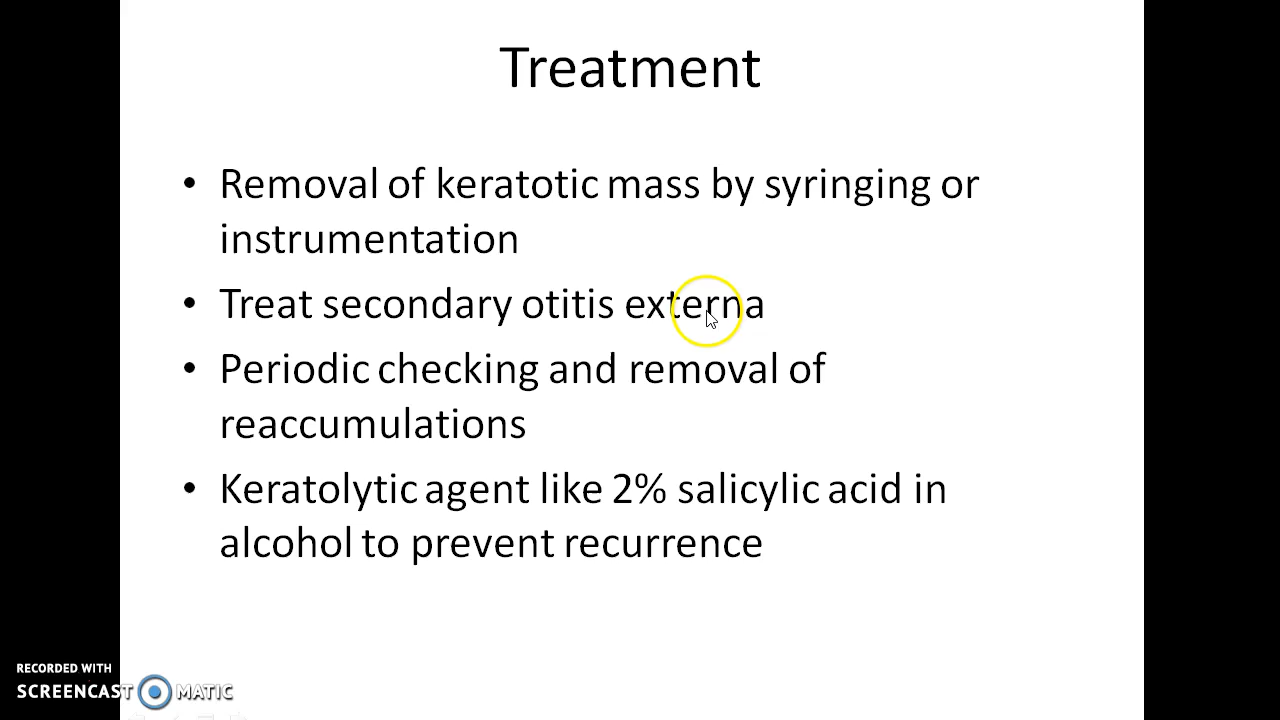 Treatment
• Removal of keratotic mass by syringing or
instrumentation
• Treat secondary otitis externa
• Periodic checking and removal of
reaccumulations
• Keratolytic agent like 2% salicylic acid in
alcohol to prevent recurrence
RECORDED WITH
SCREENCAST MATIC